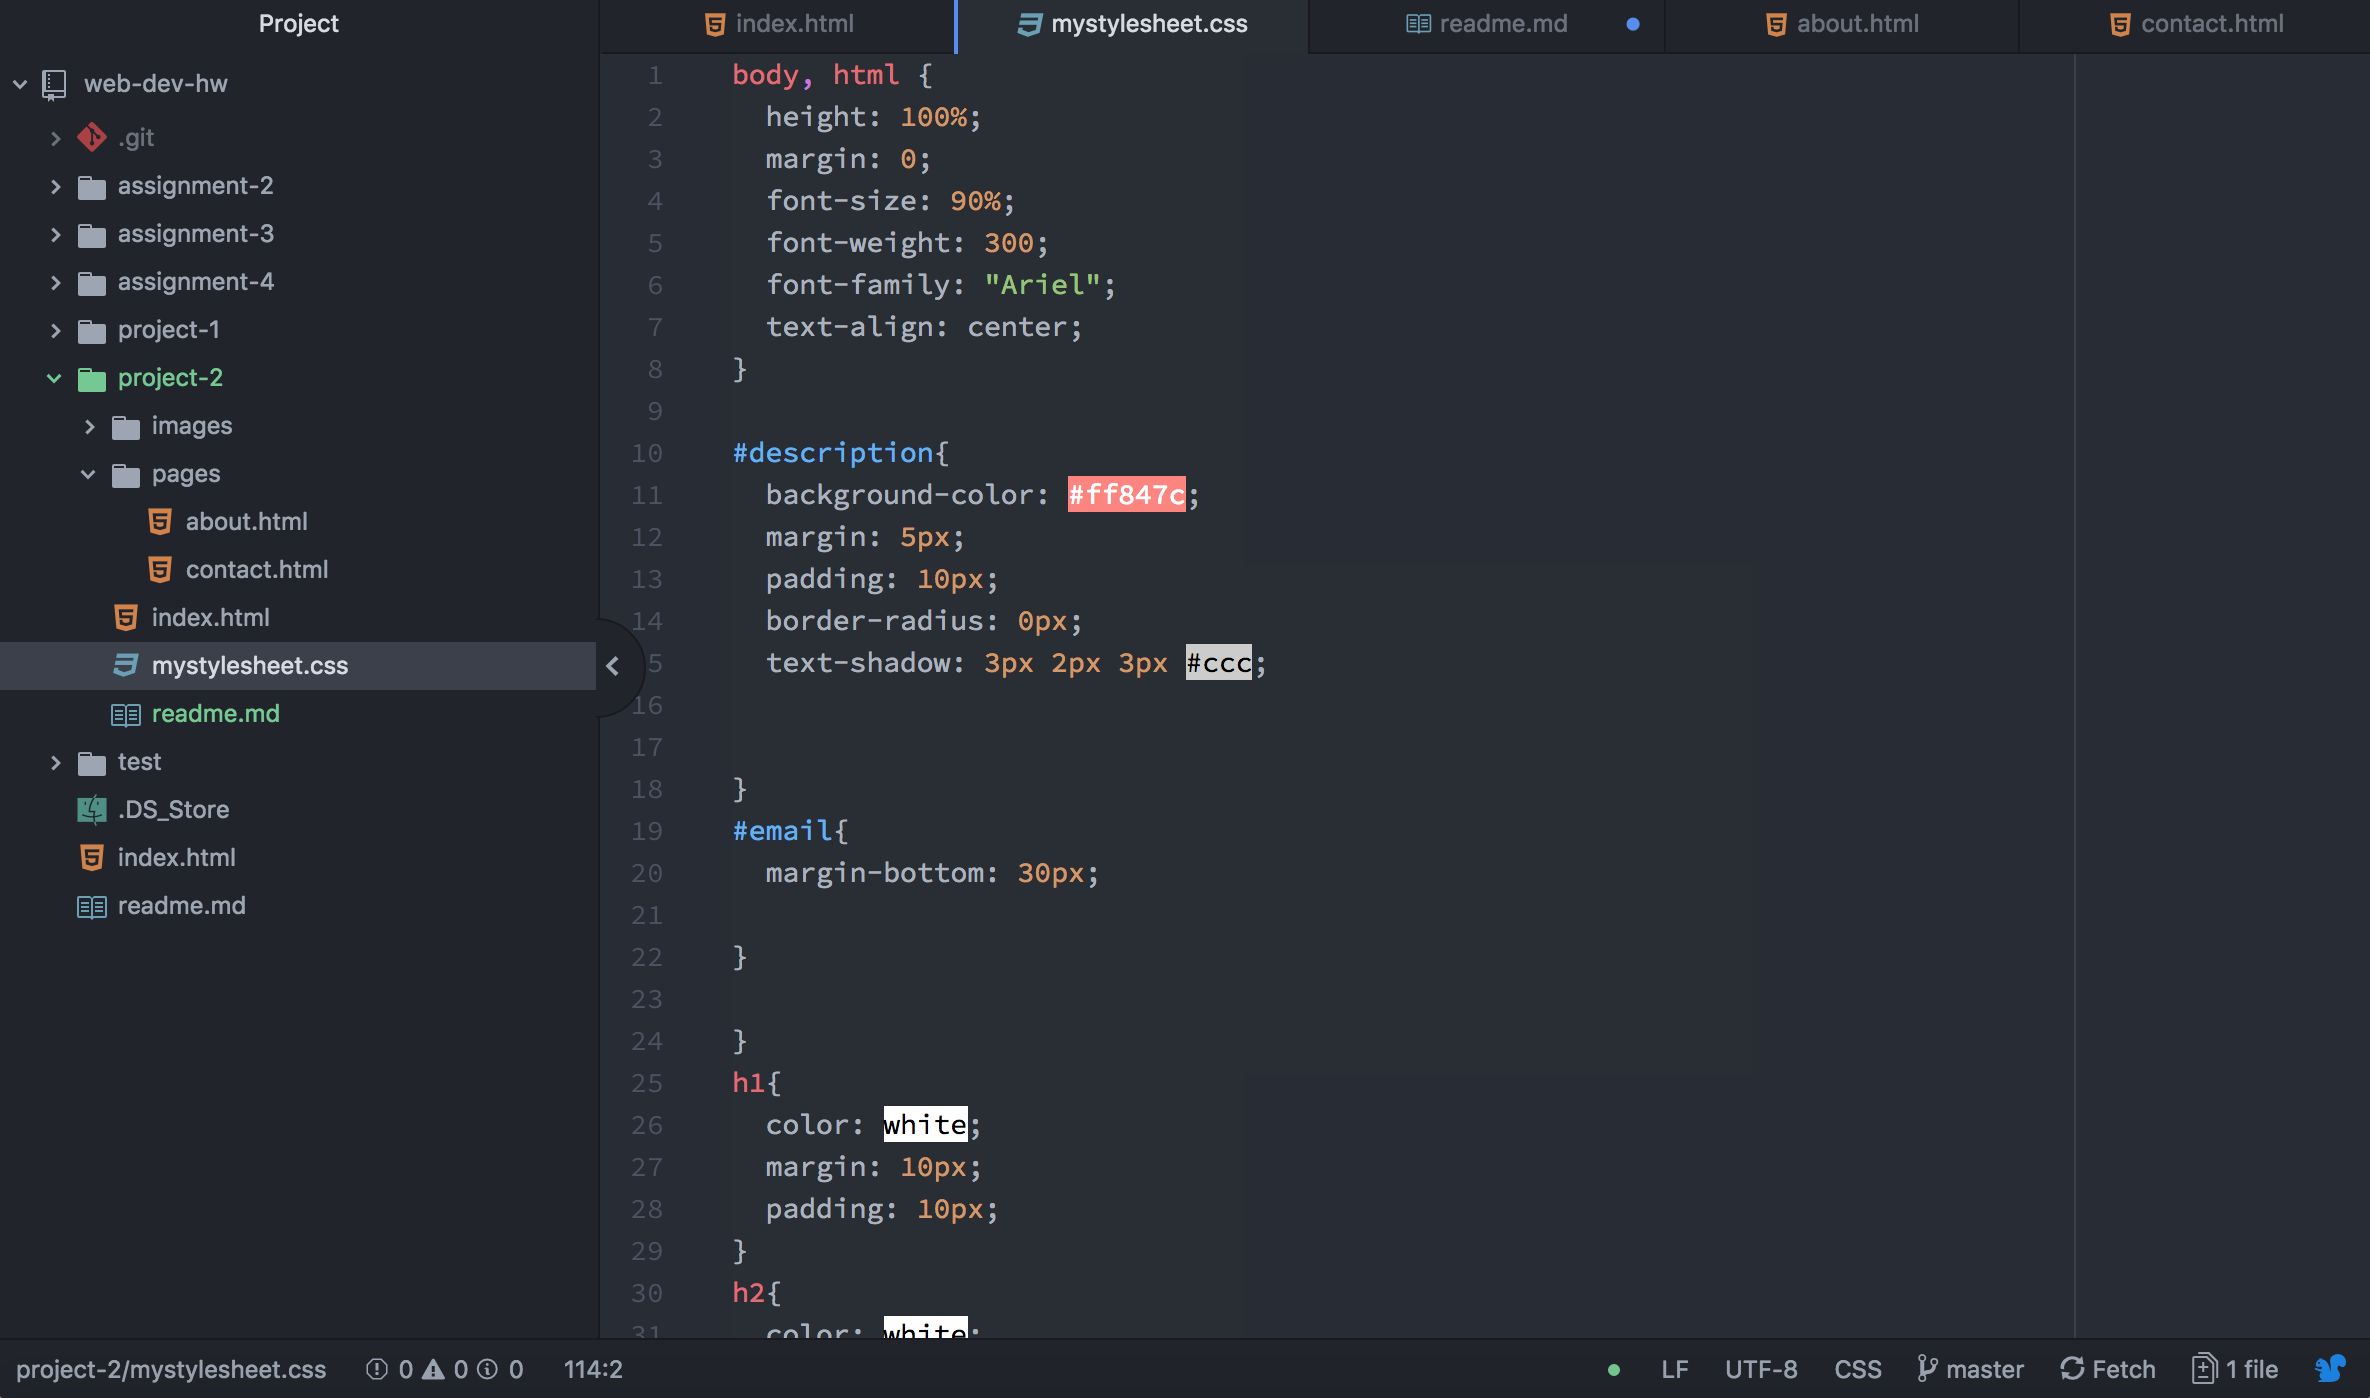 Project
index.html
mystylesheet.css
readme.md
about.html
contact.html
web-dev-hw
.git
assignment-2
assignment-3
assignment-4
project-1
project-2
images
pages
about.html
contact.html
index.html
mystylesheet.css
readme.md
test
.DS_Store
index.html
readme.md
1 body, html {
2 height: 100%;
3 margin: 0;
4 font-size: 90%;
5 font-weight: 300;
6 font-family: "Ariel";
7 text-align: center;
8 }
9
10 #description{
11 background-color: #ff847c;
12 margin: 5px;
13 padding: 10px;
14 border-radius: 0px;
5 text-shadow: 3px 2px 3px #ccc;
16
17
18 }
19 #email{
20 margin-bottom: 30px;
21
22 }
23
24 }
25 h1{
26 color: white;
27 margin: 10px;
28 padding: 10px;
29 }
30 h2{
31 color: white;
project-2/mystylesheet.css 0 0 0 114:2 LF UTF-8 CSS master Fetch 1 file